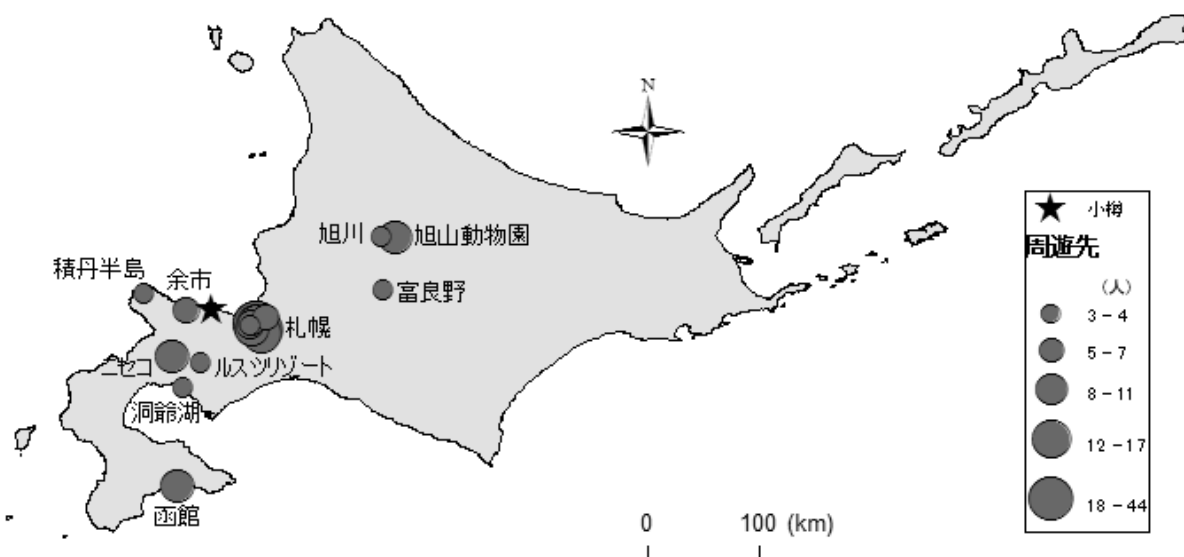 N
旭川
旭山動物園
積丹半島
余市
富良野
札幌
ニセコ
ルスツリゾート
洞爺湖
函館
0 100 (km)
小樽
周遊先
(人)
3 - 4
5 - 7
8 - 11
12 - 17
18 - 44